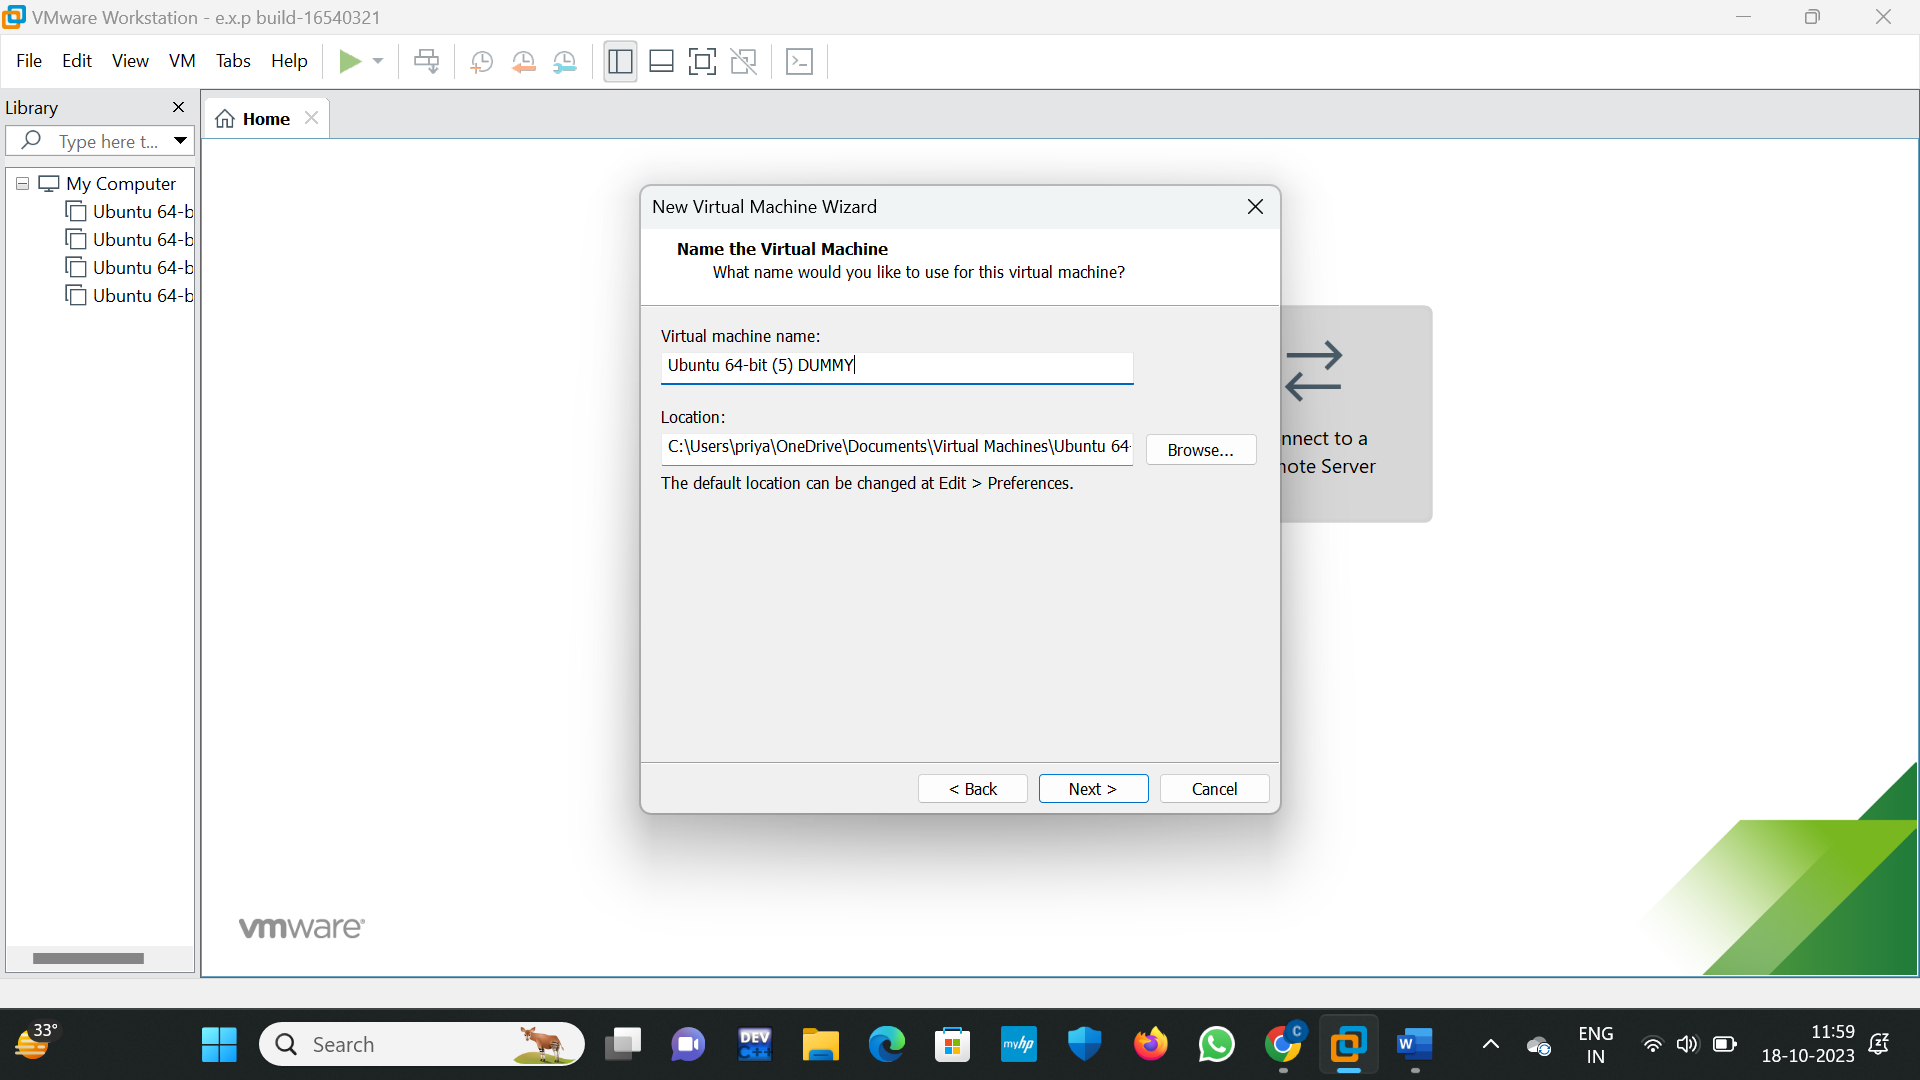 VMware Workstation - e.x.p build-16540321
File Edit View VM Tabs Help
Library
Type here t...
Home
My Computer
Ubuntu 64-b
Ubuntu 64-b
Ubuntu 64-b
Ubuntu 64-b
New Virtual Machine Wizard
Name the Virtual Machine
What name would you like to use for this virtual machine?
Virtual machine name:
Ubuntu 64-bit (5) DUMMY
Location:
C:\Users\priya\OneDrive\Documents\Virtual Machines\Ubuntu 64-
Browse...
The default location can be changed at Edit > Preferences.
nnect to a
note Server
< Back Next > Cancel
vmware®
33°
Search
DEV
C++
myhp
C
W
ENG
IN
11:59
18-10-2023